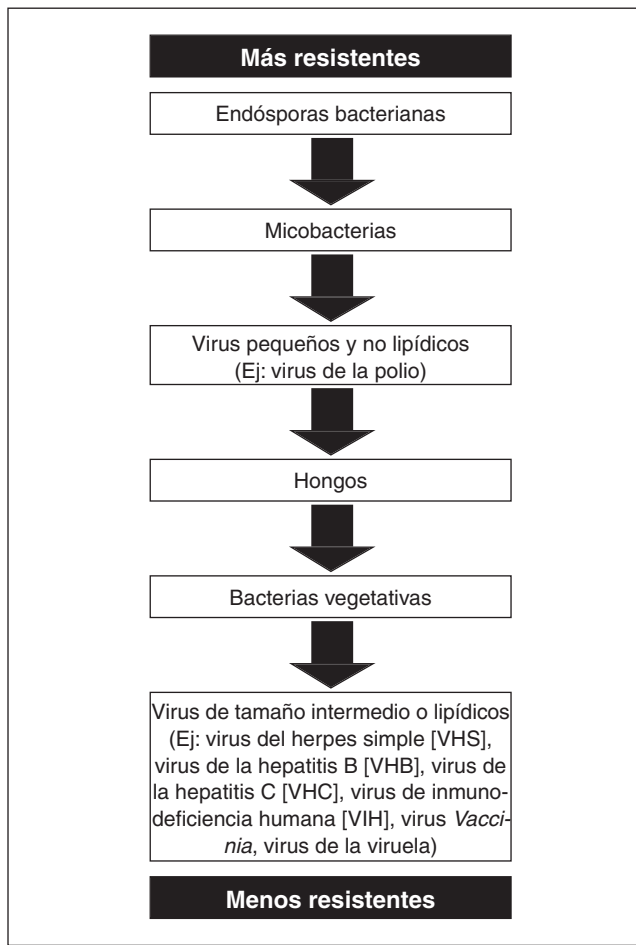 Más resistentes
Endósporas bacterianas
Micobacterias
Virus pequeños y no lipídicos
(Ej: virus de la polio)
Hongos
Bacterias vegetativas
Virus de tamaño intermedio o lipídicos
(Ej: virus del herpes simple [VHS],
virus de la hepatitis B [VHB], virus de
la hepatitis C [VHC], virus de inmuno-
deficiencia humana [VIH], virus Vacci-
nia, virus de la viruela)
Menos resistentes